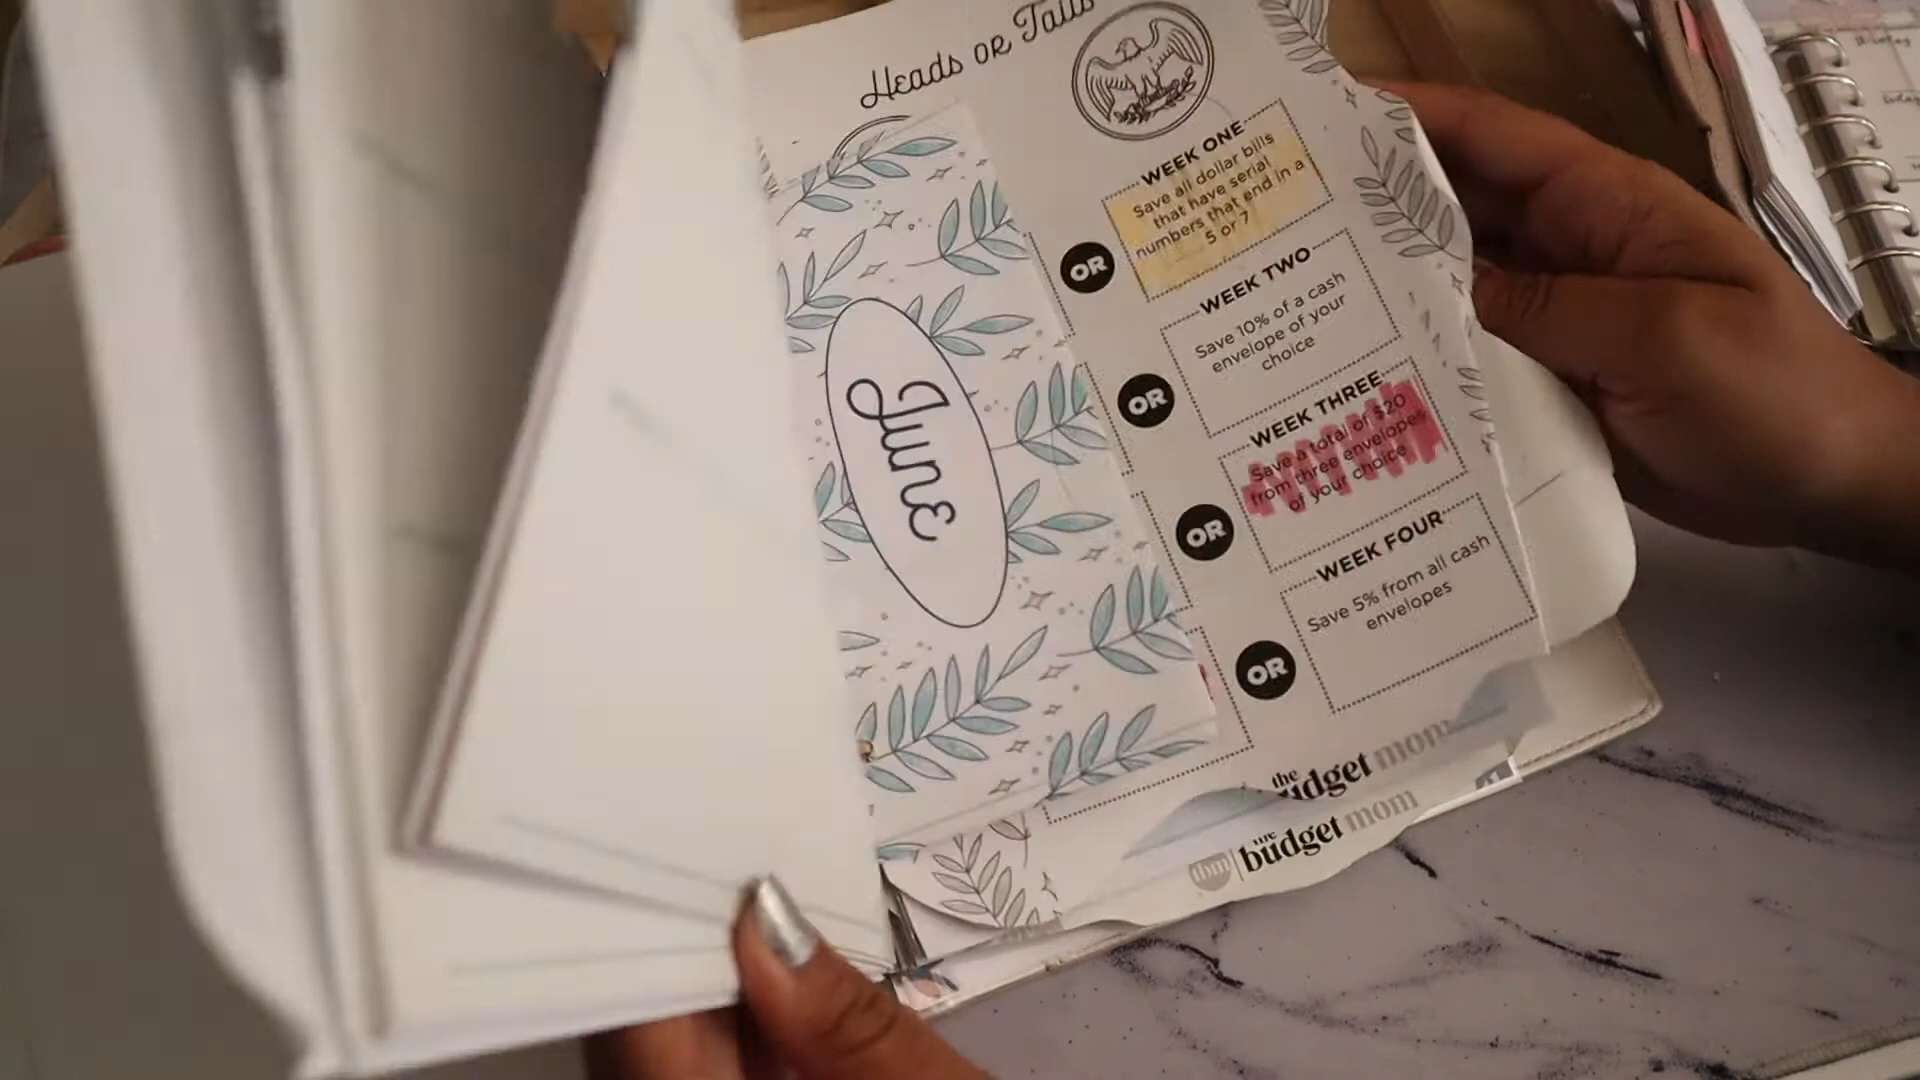 Heads or Tails
WEEK ONE
Save all dollar bills
that have serial
numbers that end in a
5 or 7
OR
WEEK TWO
Save 10% of a cash
envelope of your
choice
OR
WEEK THREE
Save a total of $20
from three envelopes
of your choice
OR
WEEK FOUR
Save 5% from all cash
envelopes
OR
June
the
budget mom
tbm
the
budget mom